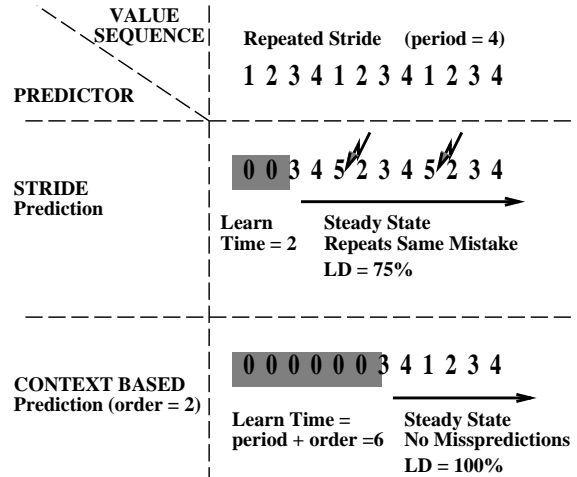 VALUE
SEQUENCE
Repeated Stride (period = 4)
1 2 3 4 1 2 3 4 1 2 3 4
PREDICTOR
0 0 3 4 5 2 3 4 5 2 3 4
STRIDE
Prediction
Learn
Time = 2
Steady State
Repeats Same Mistake
LD = 75%
0 0 0 0 0 0 3 4 1 2 3 4
CONTEXT BASED
Prediction (order = 2)
Learn Time =
period + order =6
Steady State
No Misspredictions
LD = 100%